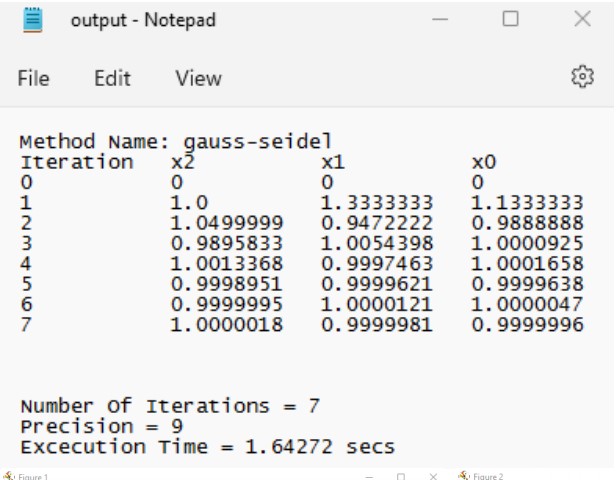 output - Notepad
File Edit View
Method Name: gauss-seidel
Iteration x2 x1 x0
0 0 0 0
1 1.0 1.3333333 1.1333333
2 1.0499999 0.9472222 0.9888888
3 0.9895833 1.0054398 1.0000925
4 1.0013368 0.9997463 1.0001658
5 0.9998951 0.9999621 0.9999638
6 0.9999995 1.0000121 1.0000047
7 1.0000018 0.9999981 0.9999996
Number Of Iterations = 7
Precision = 9
Excecution Time = 1.64272 secs
Figure 1 Figure 2